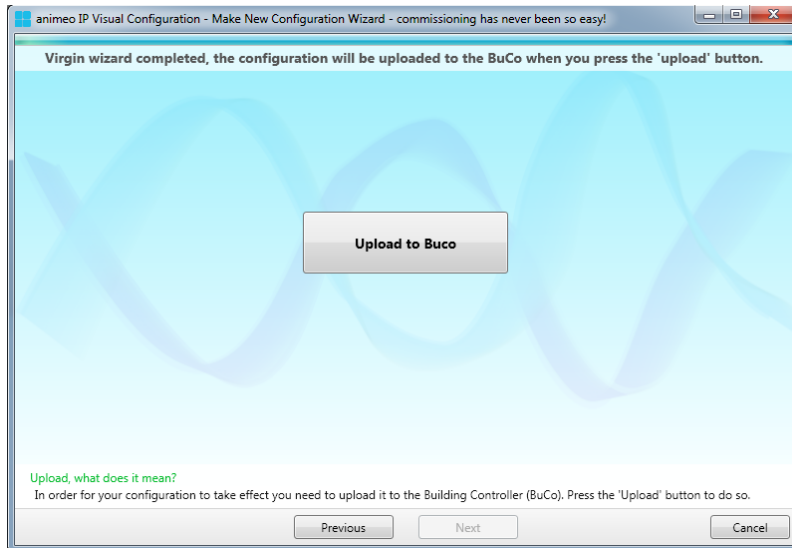 animeo IP Visual Configuration - Make New Configuration Wizard - commissioning has never been so easy!
Virgin wizard completed, the configuration will be uploaded to the BuCo when you press the 'upload' button.
Upload to Buco
Upload, what does it mean?
In order for your configuration to take effect you need to upload it to the Building Controller (BuCo). Press the 'Upload' button to do so.
Previous Next Cancel